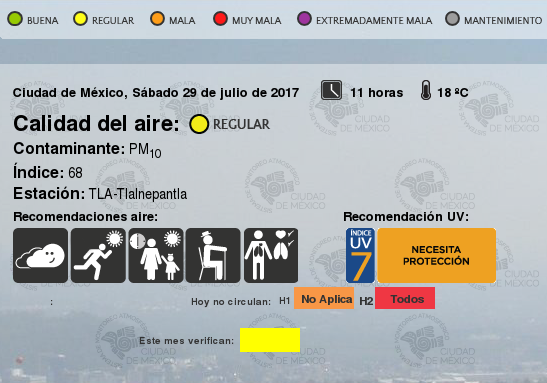 BUENA REGULAR MALA MUY MALA EXTREMADAMENTE MALA MANTENIMIENTO
Ciudad de México, Sábado 29 de julio de 2017 11 horas 18 ºC
Calidad del aire: REGULAR
Contaminante: PM10
Índice: 68
Estación: TLA-Tlalnepantla
Recomendaciones aire: Recomendación UV:
ÍNDICE
UV
7
NECESITA
PROTECCIÓN
: Hoy no circulan: H1 No Aplica H2 Todos
Este mes verifican: